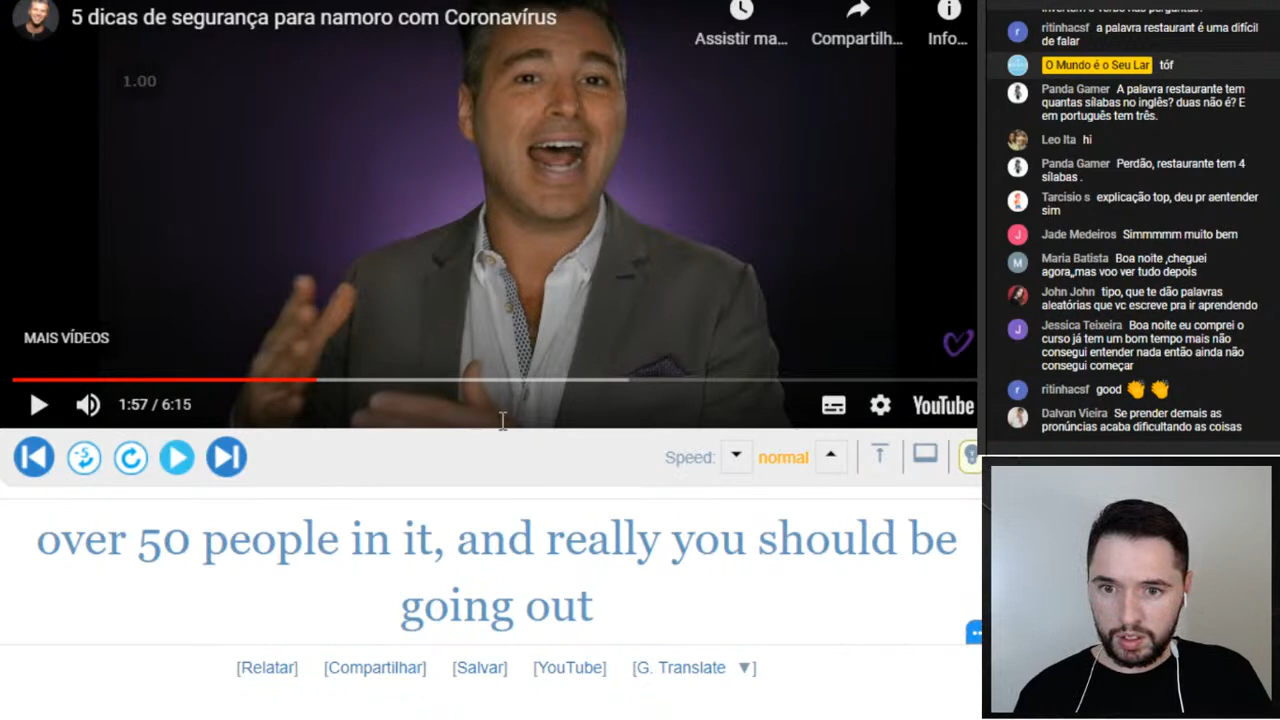 5 dicas de segurança para namoro com Coronavírus
Assistir ma...
Compartilh...
Info...
1.00
MAIS VÍDEOS
1:57 / 6:15
YouTube
Speed:
normal
over 50 people in it, and really you should be
going out
[Relatar] [Compartilhar] [Salvar] [YouTube] [G. Translate ▼]
ritinhacsf a palavra restaurant é uma difícil
de falar
O Mundo é o Seu Lar tóf
Panda Gamer A palavra restaurante tem
quantas sílabas no inglês? duas não é? E
em português tem três.
Leo Ita hi
Panda Gamer Perdão, restaurante tem 4
sílabas .
Tarcisio s explicação top, deu pr aentender
sim
Jade Medeiros Simmmmm muito bem
Maria Batista Boa noite ,cheguei
agora,mas voo ver tudo depois
John John tipo, que te dão palavras
aleatórias que vc escreve pra ir aprendendo
Jessica Teixeira Boa noite eu comprei o
curso já tem um bom tempo mais não
consegui entender nada então ainda não
consegui começar
ritinhacsf good 👏 👏
Dalvan Vieira Se prender demais as
pronúncias acaba dificultando as coisas